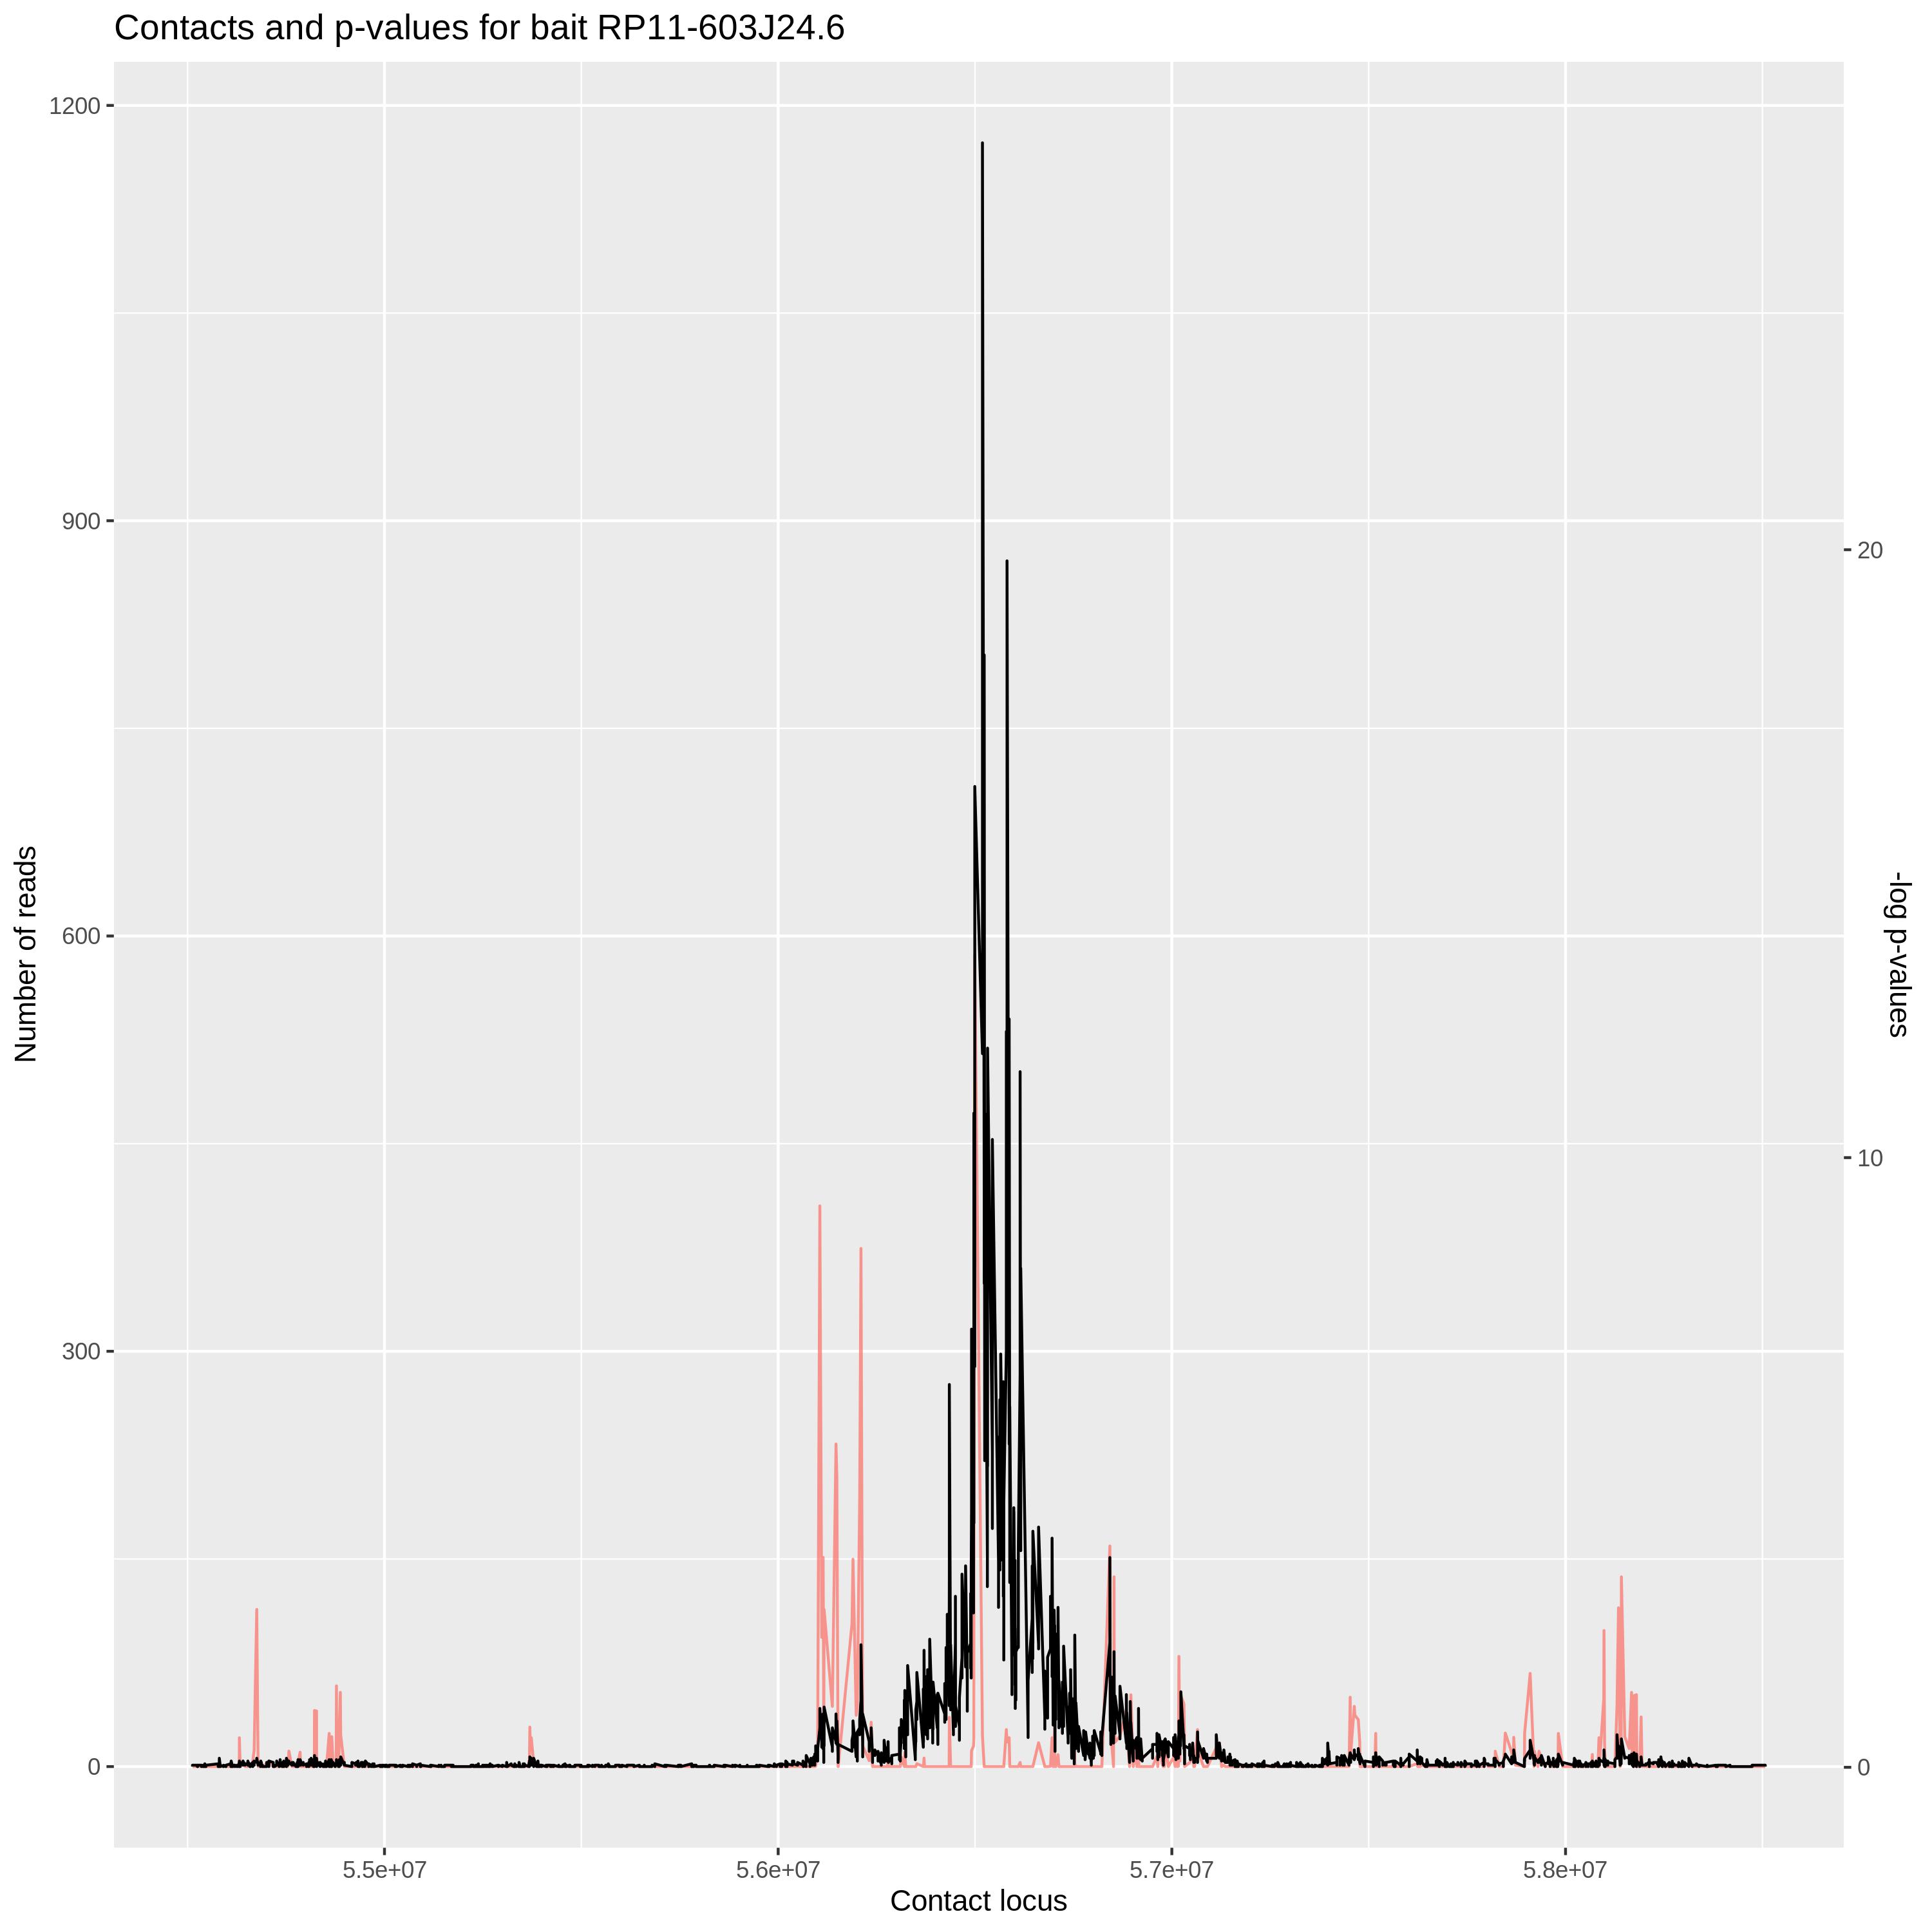 Contacts and p-values for bait RP11-603J24.6
1200
900
600
300
0
Number of reads
20
10
0
-log p-values
5.5e+07
5.6e+07
5.7e+07
5.8e+07
Contact locus